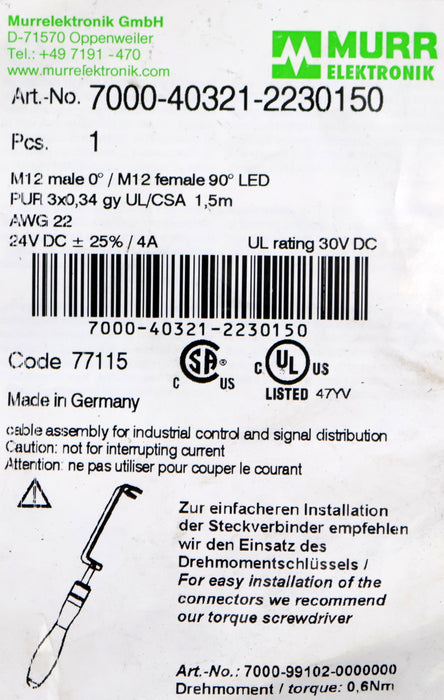 Murrelektronik GmbH
D-71570 Oppenweiler
Tel.: +49 7191 -470
www.murrelektronik.com
MURR
ELEKTRONIK
Art.-No. 7000-40321-2230150
Pcs. 1
M12 male 0° / M12 female 90° LED
PUR 3x0,34 gy UL/CSA 1,5m
AWG 22
24V DC ± 25% / 4A UL rating 30V DC
7000-40321-2230150
Code 77115
C SA ® C US
C UL US
LISTED 47YV
Made in Germany
cable assembly for industrial control and signal distribution
Caution: not for interrupting current
Attention: ne pas utiliser pour couper le courant
Zur einfacheren Installation
der Steckverbinder empfehlen
wir den Einsatz des
Drehmomentschlüssels /
For easy installation of the
connectors we recommend
our torque screwdriver
Art.-No.: 7000-99102-0000000
Drehmoment / torque: 0,6Nm